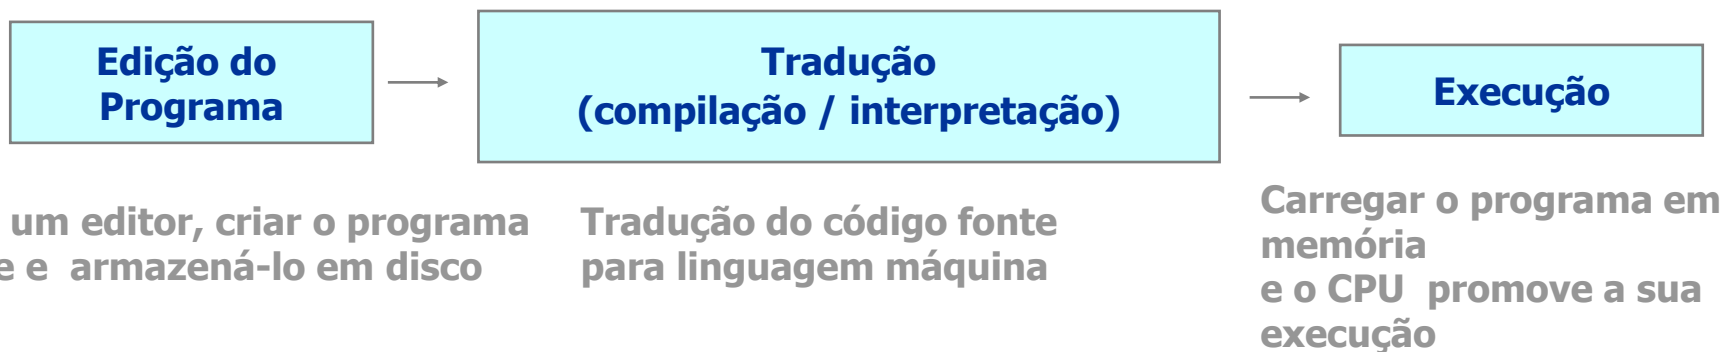 Edição do
Programa
Tradução
(compilação / interpretação)
Execução
um editor, criar o programa
e armazená-lo em disco
Tradução do código fonte
para linguagem máquina
Carregar o programa em
memória
e o CPU promove a sua
execução